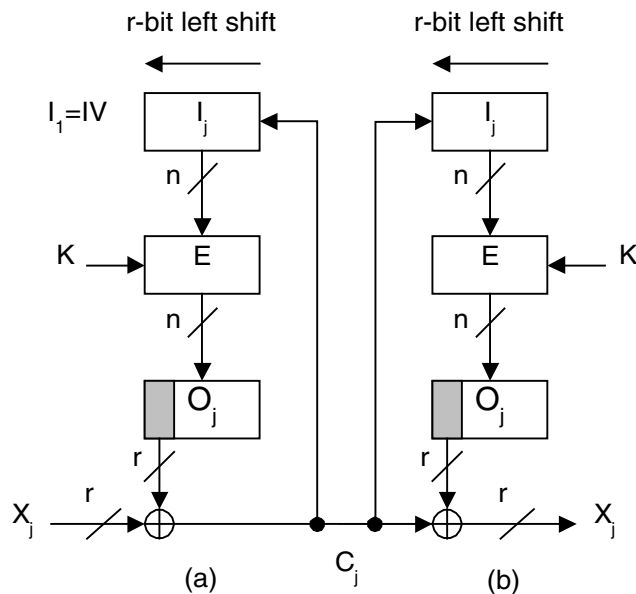 r-bit left shift r-bit left shift
I₁=IV Iⱼ Iⱼ
n n
K E E K
n n
Oⱼ Oⱼ
r r
Xⱼ r r Xⱼ
Cⱼ
(a) (b)